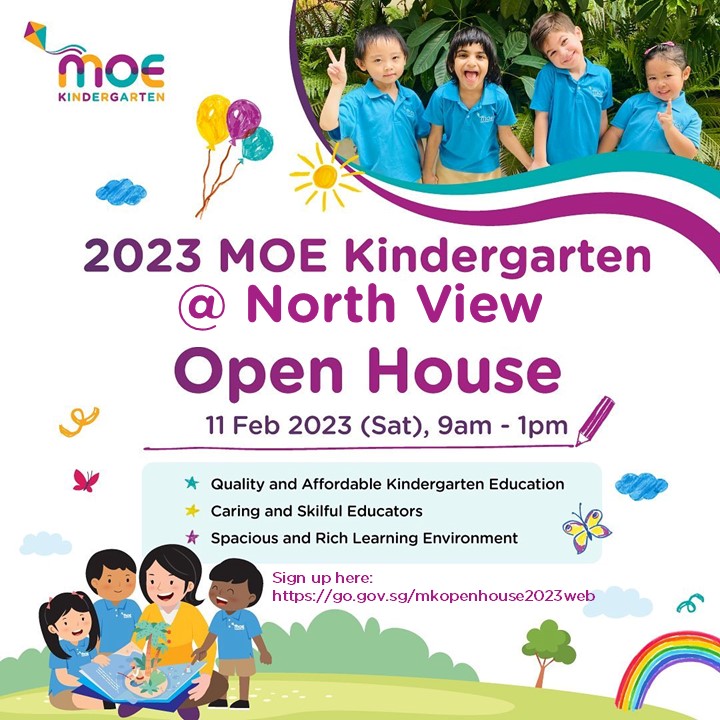 moe
KINDERGARTEN
2023 MOE Kindergarten
@ North View
Open House
11 Feb 2023 (Sat), 9am - 1pm
Quality and Affordable Kindergarten Education
Caring and Skilful Educators
Spacious and Rich Learning Environment
Sign up here:
https://go.gov.sg/mkopenhouse2023web